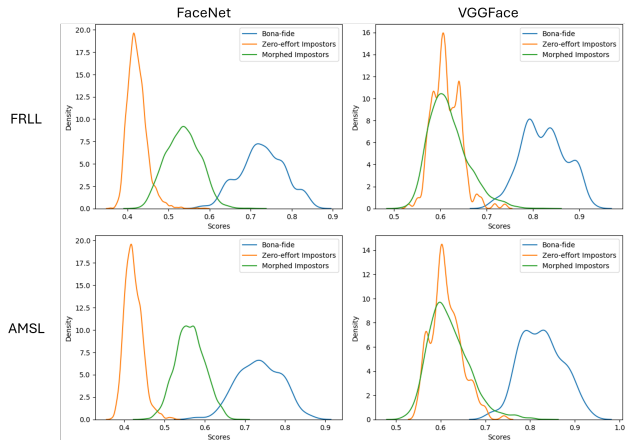 FaceNet
VGGFace
FRLL
AMSL
20.0
17.5
15.0
12.5
10.0
7.5
5.0
2.5
0.0
Density
0.4
0.5
0.6
0.7
0.8
0.9
Scores
Bona-fide
Zero-effort Impostors
Morphed Impostors
16
14
12
10
8
6
4
2
0
Density
0.5
0.6
0.7
0.8
0.9
Scores
Bona-fide
Zero-effort Impostors
Morphed Impostors
20.0
17.5
15.0
12.5
10.0
7.5
5.0
2.5
0.0
Density
0.4
0.5
0.6
0.7
0.8
0.9
Scores
Bona-fide
Zero-effort Impostors
Morphed Impostors
14
12
10
8
6
4
2
0
Density
0.5
0.6
0.7
0.8
0.9
1.0
Scores
Bona-fide
Zero-effort Impostors
Morphed Impostors